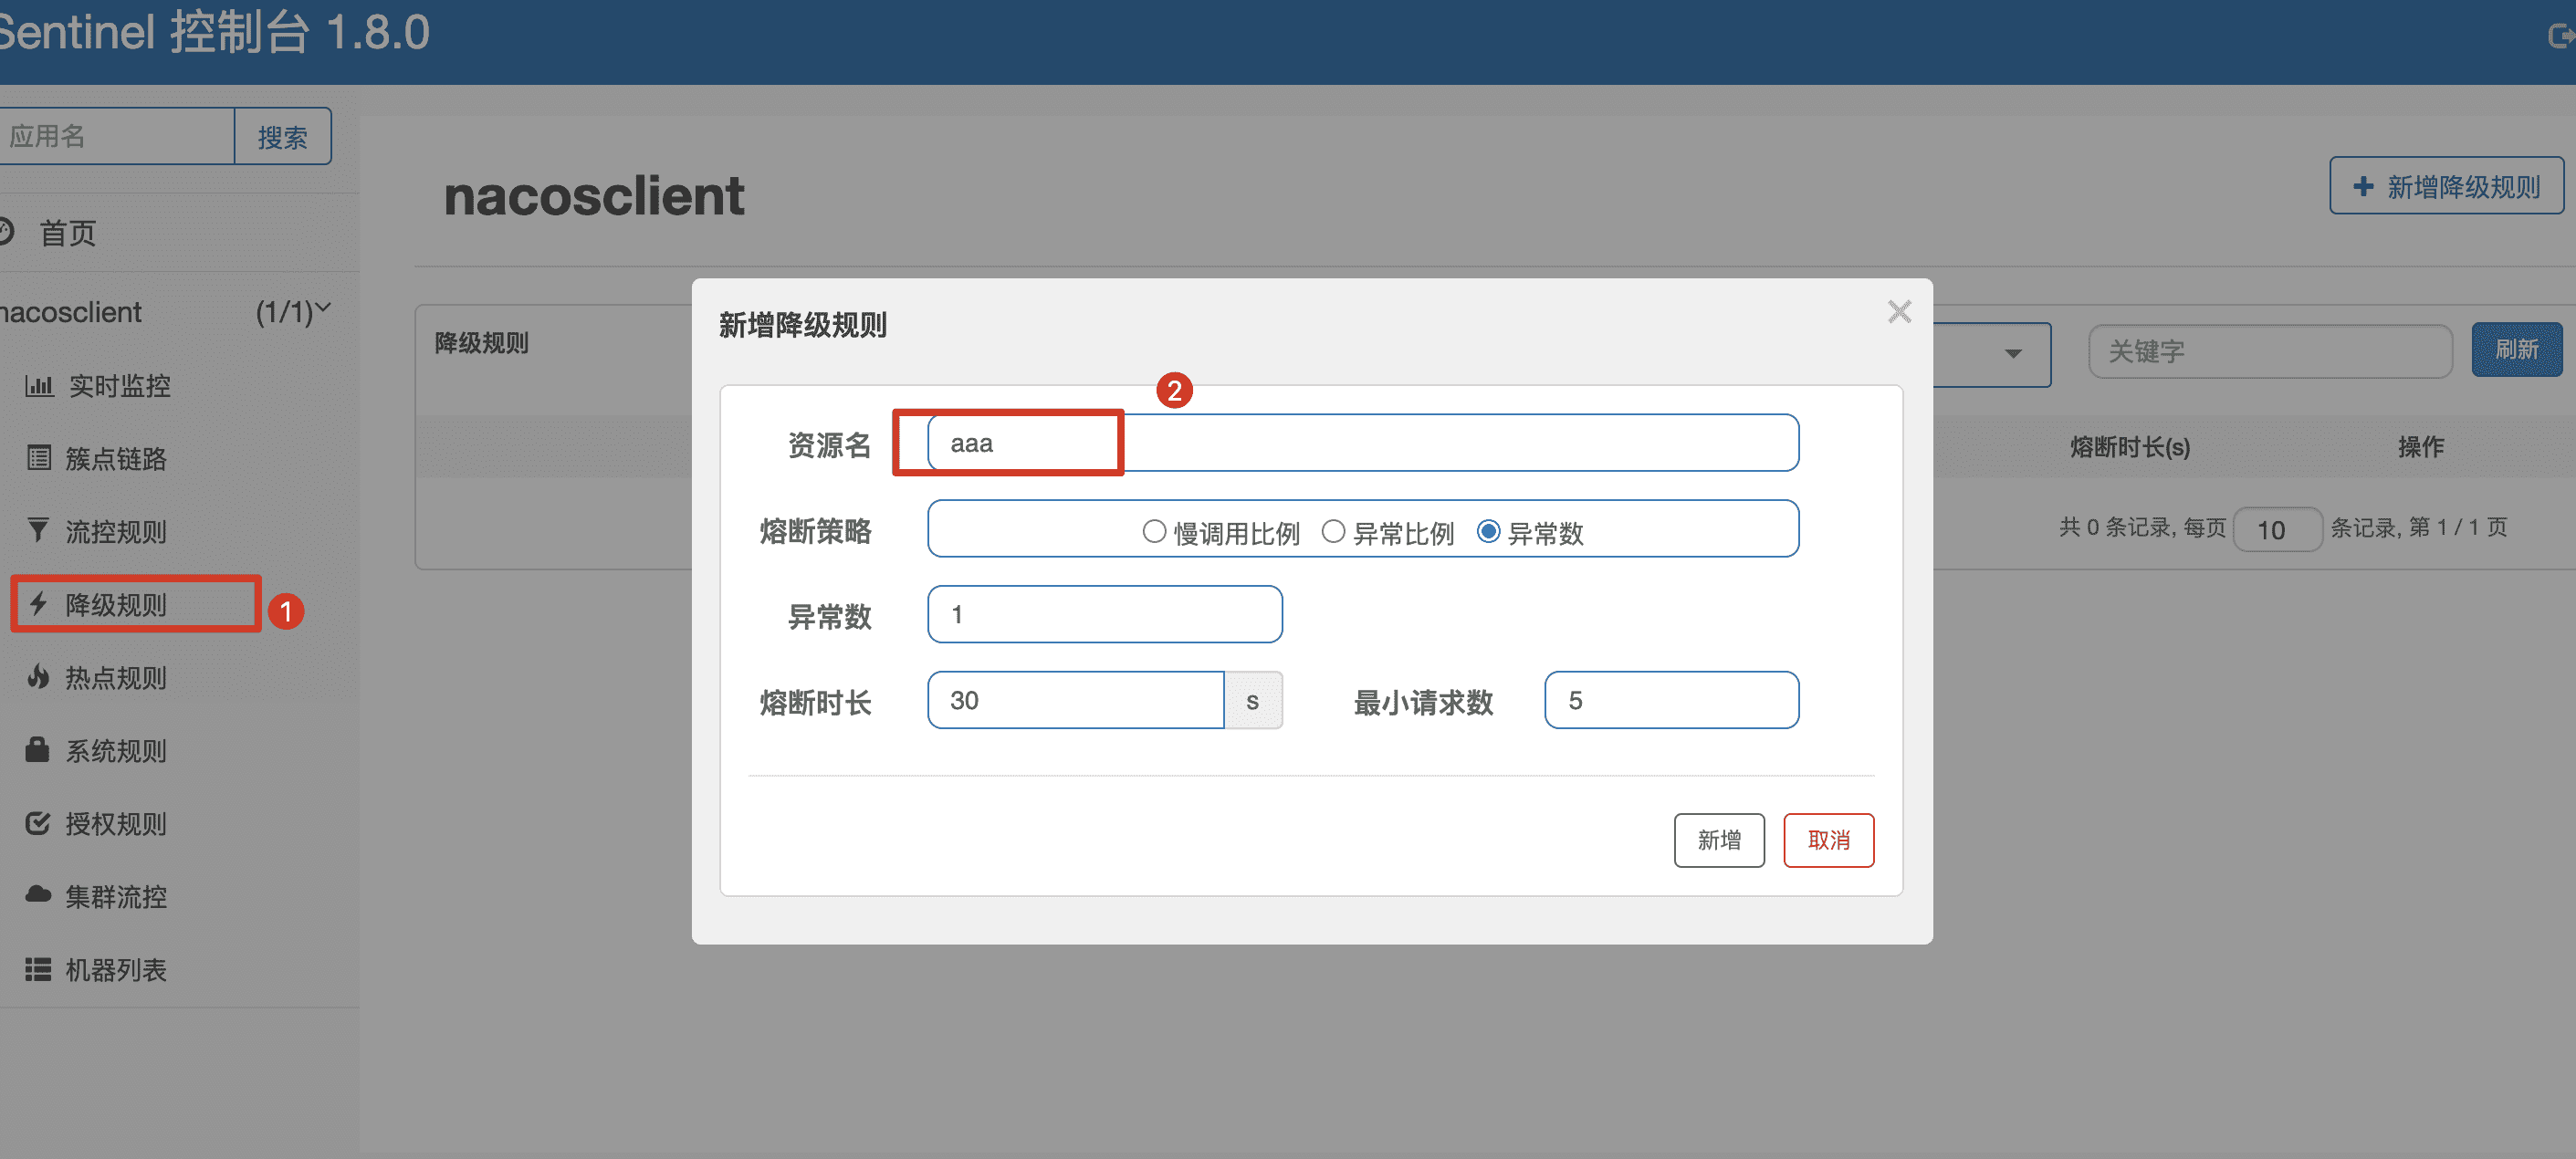 Sentinel 控制台 1.8.0
应用名
搜索
首页
nacosclient (1/1)
实时监控
簇点链路
流控规则
降级规则
1
热点规则
系统规则
授权规则
集群流控
机器列表
nacosclient
新增降级规则
降级规则
关键字
刷新
熔断时长(s) 操作
共 0 条记录, 每页 10 条记录, 第 1 / 1 页
新增降级规则
×
2
资源名 aaa
熔断策略 慢调用比例 异常比例 异常数
异常数 1
熔断时长 30 s 最小请求数 5
新增 取消